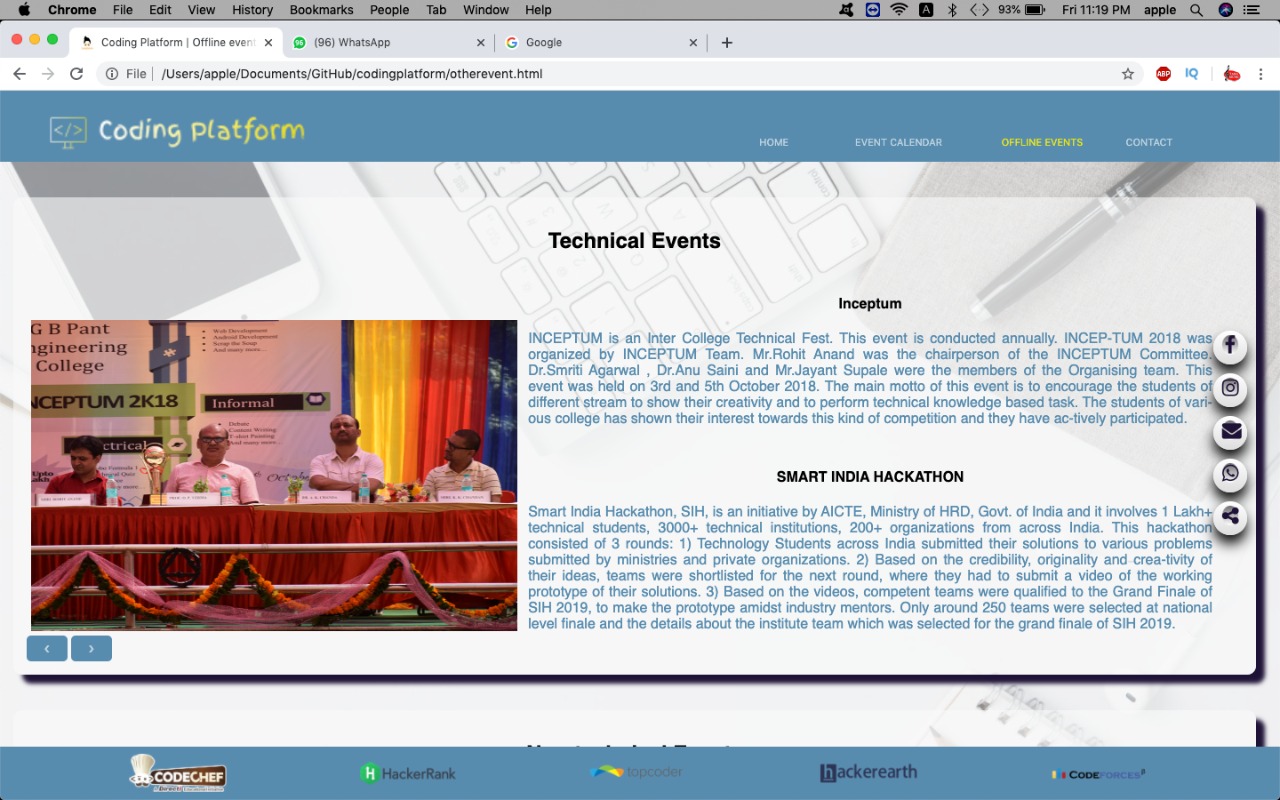 Chrome File Edit View History Bookmarks People Tab Window Help 93% Fri 11:19 PM apple
Coding Platform | Offline event (96) WhatsApp Google
File /Users/apple/Documents/GitHub/codingplatform/otherevent.html ABP IQ
</> Coding Platform
HOME EVENT CALENDAR OFFLINE EVENTS CONTACT
Technical Events
G B Pant
ngineering
College
NCEPTUM 2K18
Web Development
Android Development
Scrap the Soup
And many more...
Informal
Debate
Content Writing
T-shirt Painting
And many more...
ctrical
Upto
Lakh
Inceptum
INCEPTUM is an Inter College Technical Fest. This event is conducted annually. INCEP-TUM 2018 was
organized by INCEPTUM Team. Mr.Rohit Anand was the chairperson of the INCEPTUM Committee.
Dr.Smriti Agarwal , Dr.Anu Saini and Mr.Jayant Supale were the members of the Organising team. This
event was held on 3rd and 5th October 2018. The main motto of this event is to encourage the students of
different stream to show their creativity and to perform technical knowledge based task. The students of vari-
ous college has shown their interest towards this kind of competition and they have ac-tively participated.
SMART INDIA HACKATHON
Smart India Hackathon, SIH, is an initiative by AICTE, Ministry of HRD, Govt. of India and it involves 1 Lakh+
technical students, 3000+ technical institutions, 200+ organizations from across India. This hackathon
consisted of 3 rounds: 1) Technology Students across India submitted their solutions to various problems
submitted by ministries and private organizations. 2) Based on the credibility, originality and crea-tivity of
their ideas, teams were shortlisted for the next round, where they had to submit a video of the working
prototype of their solutions. 3) Based on the videos, competent teams were qualified to the Grand Finale of
SIH 2019, to make the prototype amidst industry mentors. Only around 250 teams were selected at national
level finale and the details about the institute team which was selected for the grand finale of SIH 2019.
‹ ›
CODECHEF HackerRank topcoder hackerearth CODEFORCES β